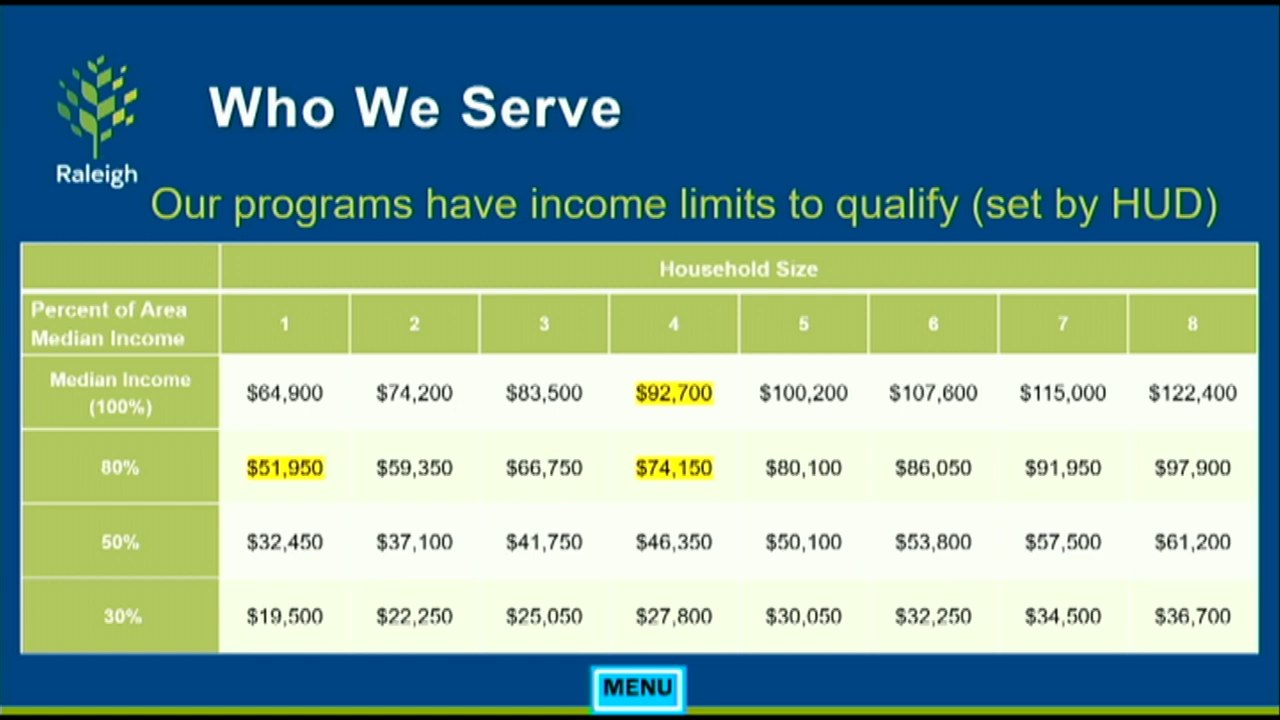 Who We Serve
Raleigh
Our programs have income limits to qualify (set by HUD)
Household Size
Percent of Area
Median Income
1 2 3 4 5 6 7 8
Median Income
(100%)
$64,900 $74,200 $83,500 $92,700 $100,200 $107,600 $115,000 $122,400
80% $51,950 $59,350 $66,750 $74,150 $80,100 $86,050 $91,950 $97,900
50% $32,450 $37,100 $41,750 $46,350 $50,100 $53,800 $57,500 $61,200
30% $19,500 $22,250 $25,050 $27,800 $30,050 $32,250 $34,500 $36,700
MENU